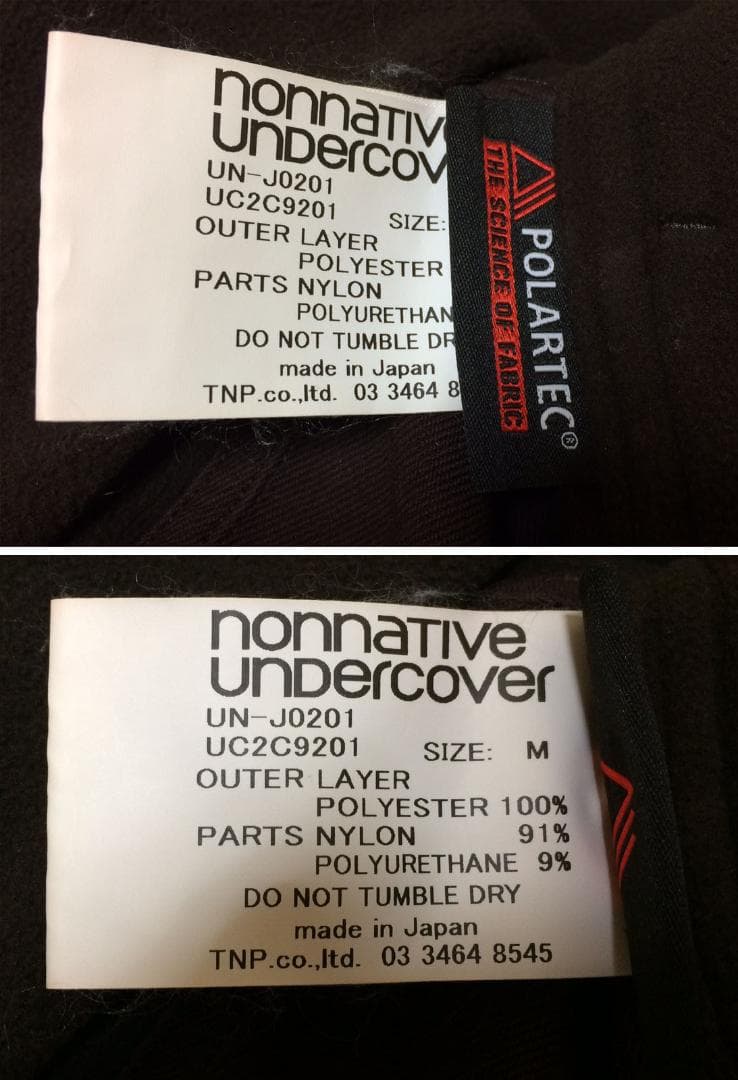 nonnaTIV
UNDercov
UN-J0201
UC2C9201 SIZE:
OUTER LAYER
POLYESTER
PARTS NYLON
POLYURETHAN
DO NOT TUMBLE DR
made in Japan
TNP.co.,ltd. 03 3464 8
POLARTEC®
THE SCIENCE OF FABRIC
nonnaTIve
UNDercover
UN-J0201
UC2C9201 SIZE: M
OUTER LAYER
POLYESTER 100%
PARTS NYLON 91%
POLYURETHANE 9%
DO NOT TUMBLE DRY
made in Japan
TNP.co.,ltd. 03 3464 8545